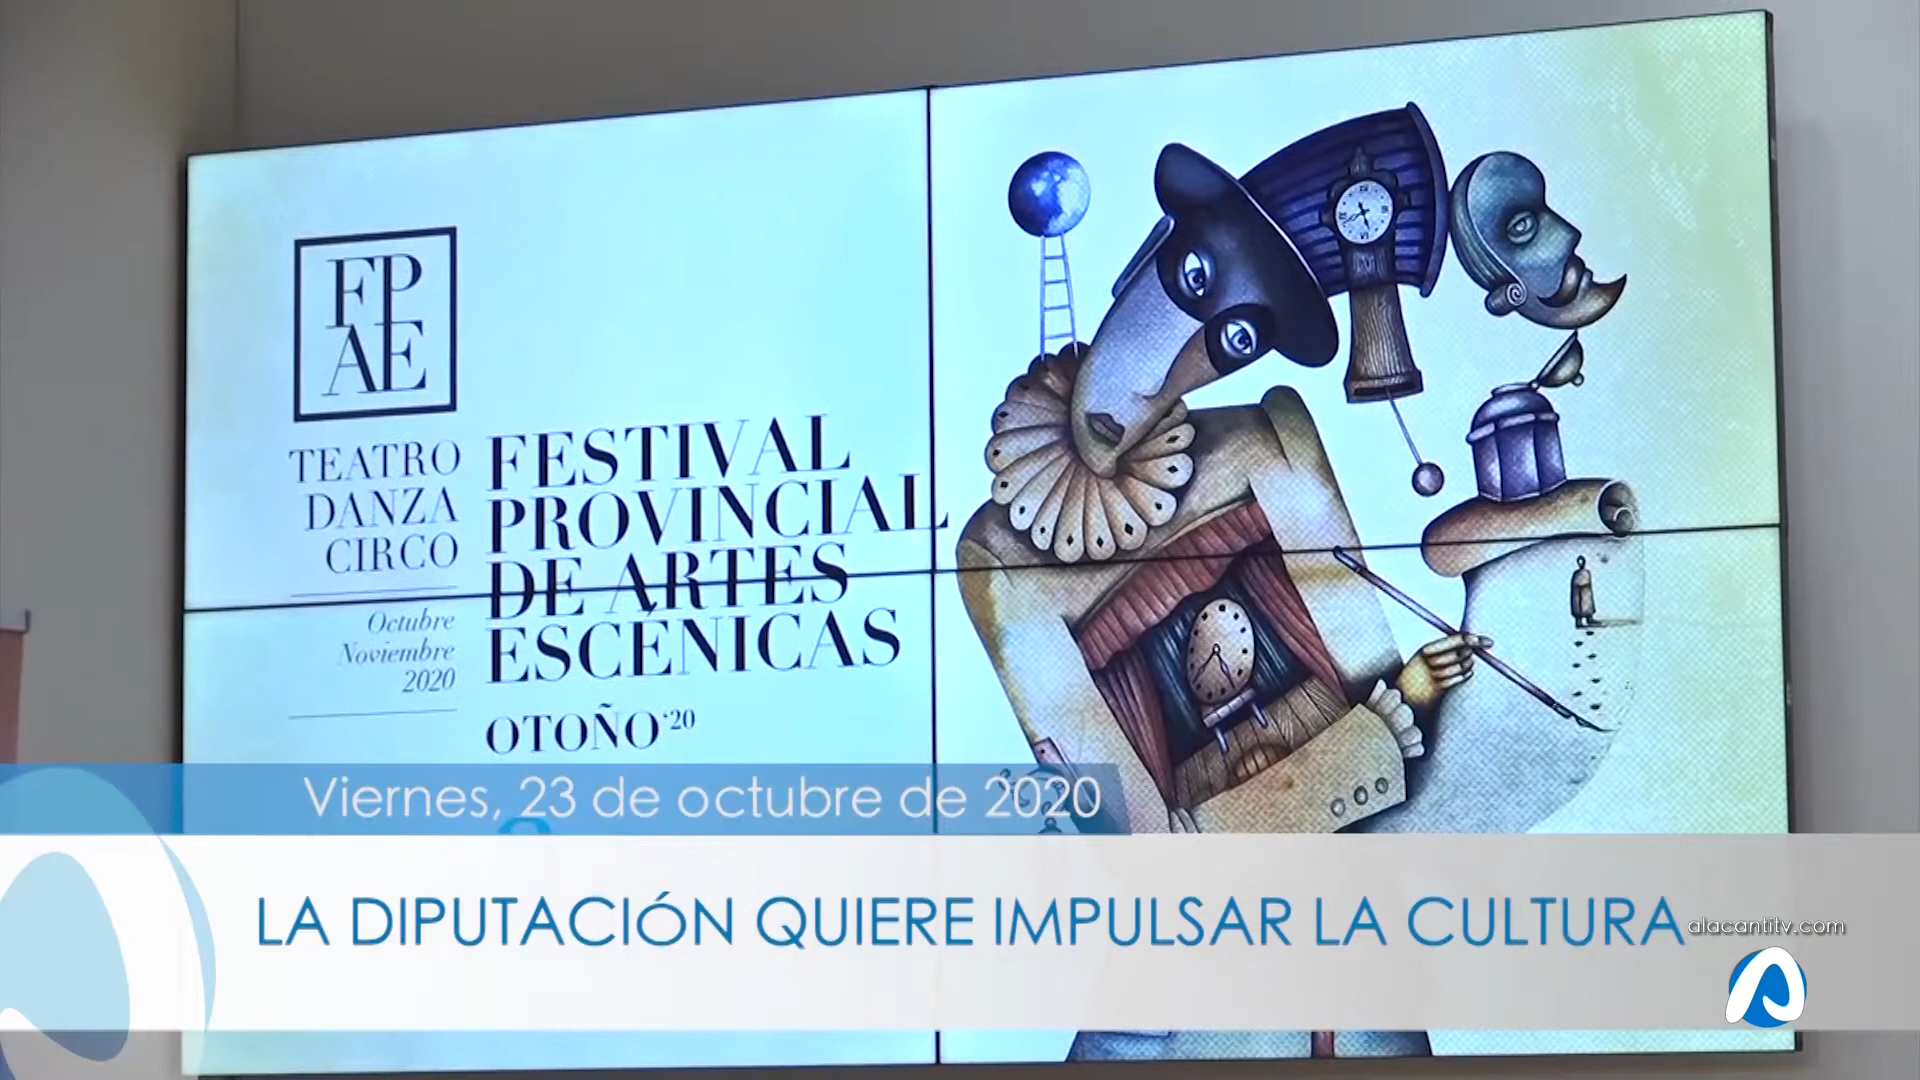 FP
AE
TEATRO
DANZA
CIRCO
Octubre
Noviembre
2020
FESTIVAL
PROVINCIAL
DE ARTES
ESCÉNICAS
OTOÑO '20
Viernes, 23 de octubre de 2020
LA DIPUTACIÓN QUIERE IMPULSAR LA CULTURA
alacantitv.com